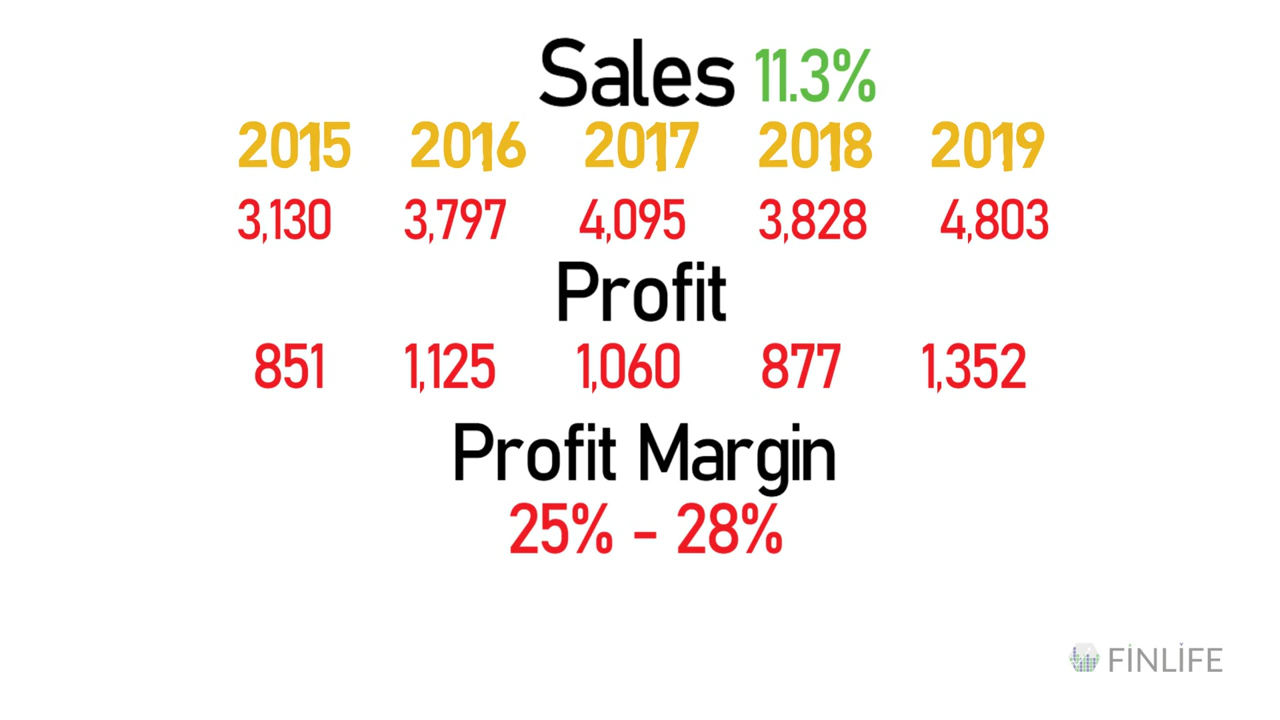 Sales 11.3%
2015 2016 2017 2018 2019
3,130 3,797 4,095 3,828 4,803
Profit
851 1,125 1,060 877 1,352
Profit Margin
25% - 28%
FINLIFE